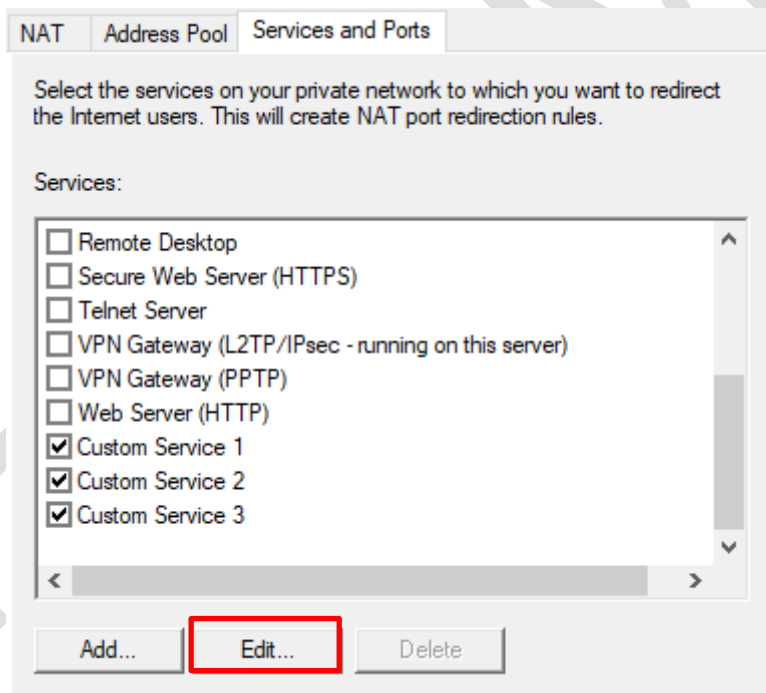 NAT Address Pool Services and Ports
Select the services on your private network to which you want to redirect
the Internet users. This will create NAT port redirection rules.
Services:
Remote Desktop
Secure Web Server (HTTPS)
Telnet Server
VPN Gateway (L2TP/IPsec - running on this server)
VPN Gateway (PPTP)
Web Server (HTTP)
Custom Service 1
Custom Service 2
Custom Service 3
Add... Edit... Delete